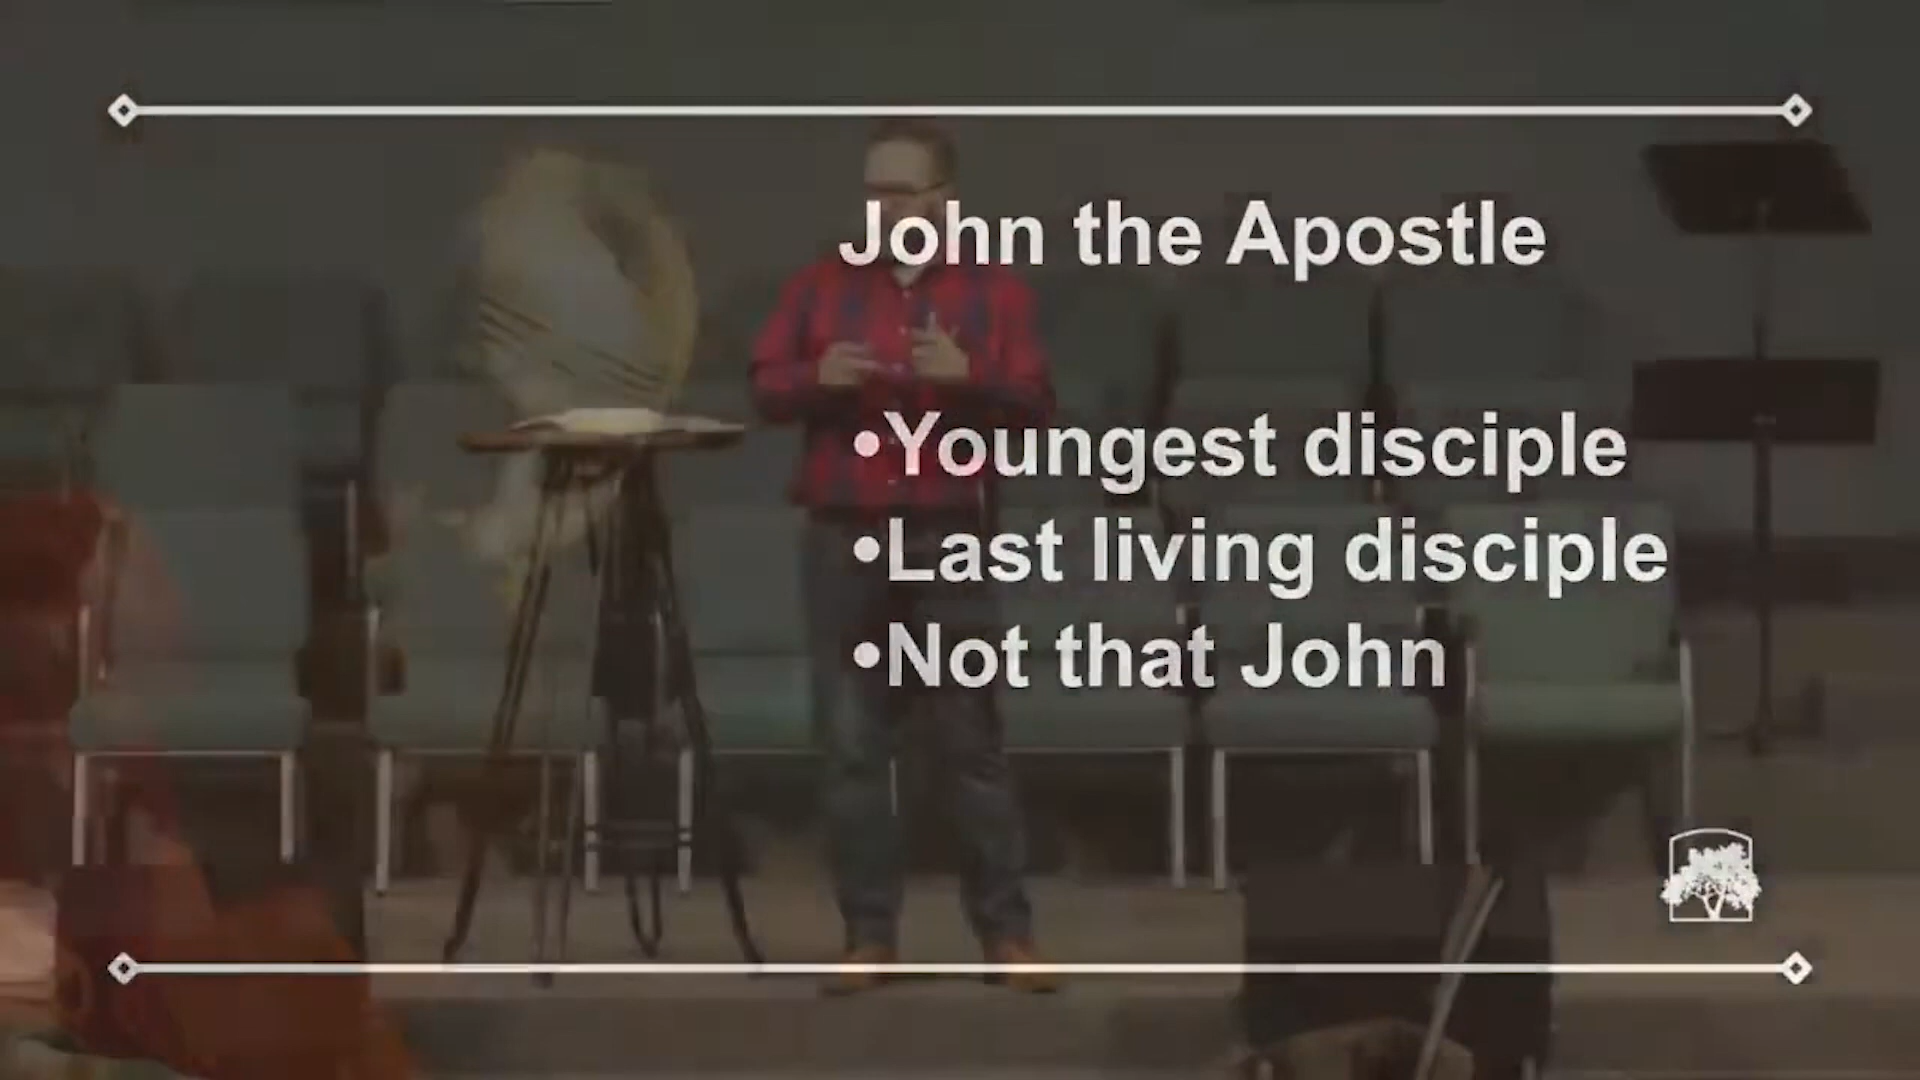 John the Apostle
•Youngest disciple
•Last living disciple
•Not that John